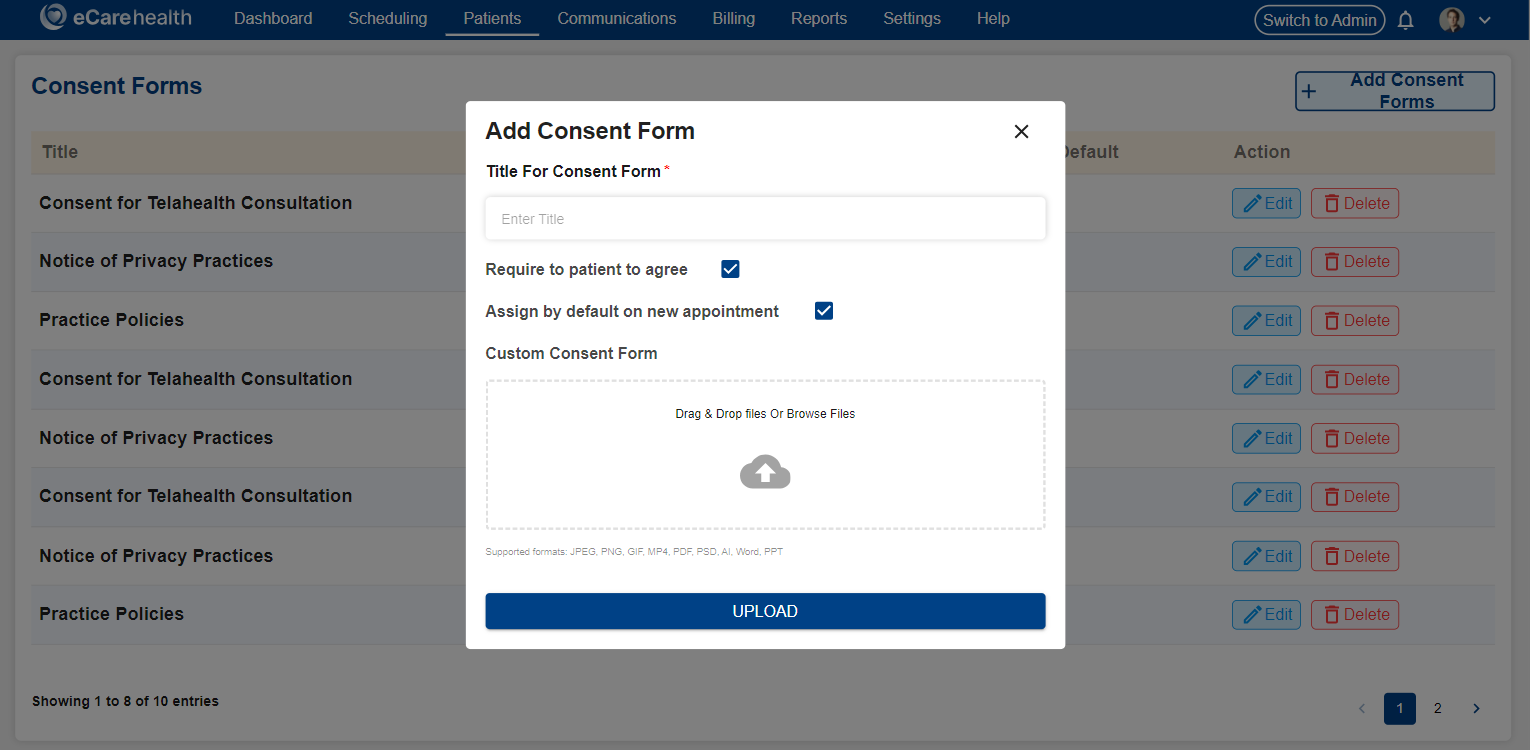 eCarehealth Dashboard Scheduling Patients Communications Billing Reports Settings Help Switch to Admin
Consent Forms
+ Add Consent
Forms
Title Action
Add Consent Form
Title For Consent Form *
Enter Title
Require to patient to agree
Assign by default on new appointment
Custom Consent Form
Drag & Drop files Or Browse Files
Supported formats: JPEG, PNG, GIF, MP4, PDF, PSD, AI, Word, PPT
UPLOAD
Consent for Telahealth Consultation Edit Delete
Notice of Privacy Practices Edit Delete
Practice Policies Edit Delete
Consent for Telahealth Consultation Edit Delete
Notice of Privacy Practices Edit Delete
Consent for Telahealth Consultation Edit Delete
Notice of Privacy Practices Edit Delete
Practice Policies Edit Delete
Showing 1 to 8 of 10 entries
1 2